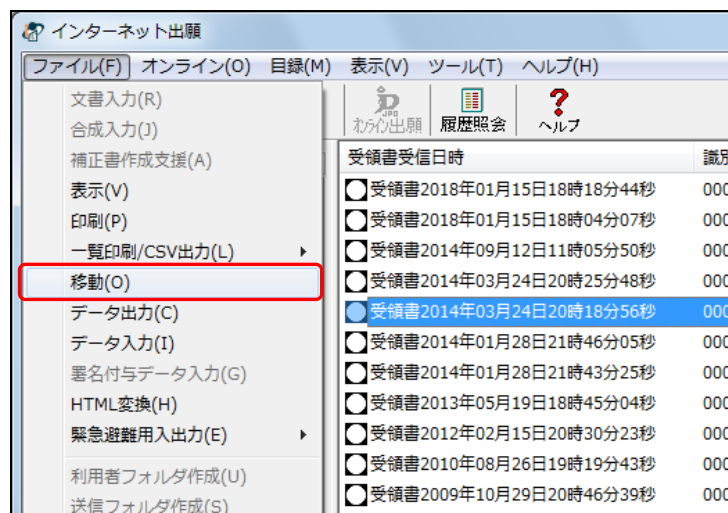 インターネット出願
ファイル(F) オンライン(O) 目録(M) 表示(V) ツール(T) ヘルプ(H)
文書入力(R)
合成入力(J)
補正書作成支援(A)
表示(V)
印刷(P)
一覧印刷/CSV出力(L)
移動(O)
データ出力(C)
データ入力(I)
署名付与データ入力(G)
HTML変換(H)
緊急避難用入出力(E)
利用者フォルダ作成(U)
送信フォルダ作成(S)
JPO
オンライン出願 履歴照会 ヘルプ
受領書受信日時 識別
受領書2018年01月15日18時18分44秒 000
受領書2018年01月15日18時04分07秒 000
受領書2014年09月12日11時05分50秒 000
受領書2014年03月24日20時25分48秒 000
受領書2014年03月24日20時18分56秒 000
受領書2014年01月28日21時46分05秒 000
受領書2014年01月28日21時43分25秒 000
受領書2013年05月19日18時45分04秒 000
受領書2012年02月15日20時30分23秒 000
受領書2010年08月26日19時19分43秒 000
受領書2009年10月29日20時46分39秒 000